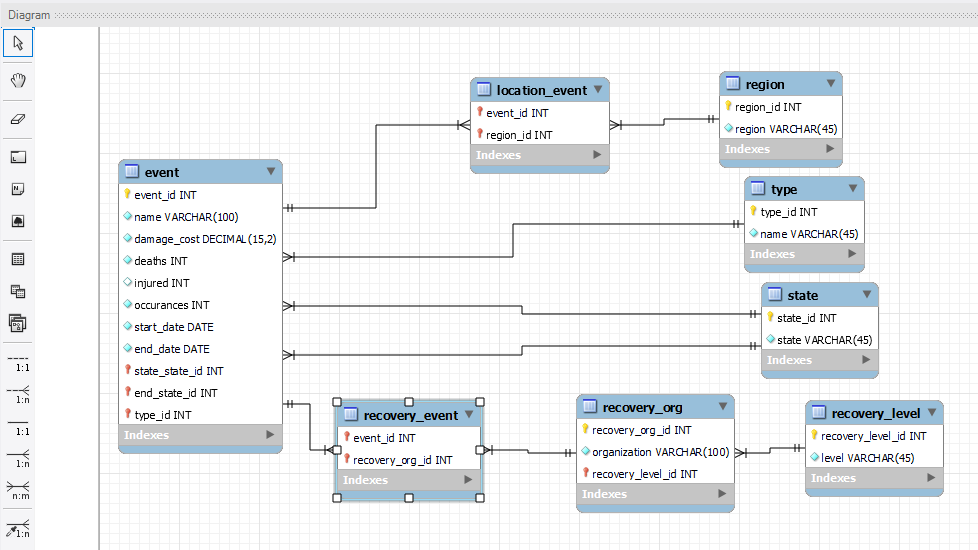 Diagram
location_event
event_id INT
region_id INT
Indexes
region
region_id INT
region VARCHAR(45)
Indexes
event
event_id INT
name VARCHAR(100)
damage_cost DECIMAL(15,2)
deaths INT
injured INT
occurances INT
start_date DATE
end_date DATE
state_state_id INT
end_state_id INT
type_id INT
Indexes
type
type_id INT
name VARCHAR(45)
Indexes
state
state_id INT
state VARCHAR(45)
Indexes
recovery_event
event_id INT
recovery_org_id INT
Indexes
recovery_org
recovery_org_id INT
organization VARCHAR(100)
recovery_level_id INT
Indexes
recovery_level
recovery_level_id INT
level VARCHAR(45)
Indexes
1:1
1:n
1:1
1:n
n:m
1:n